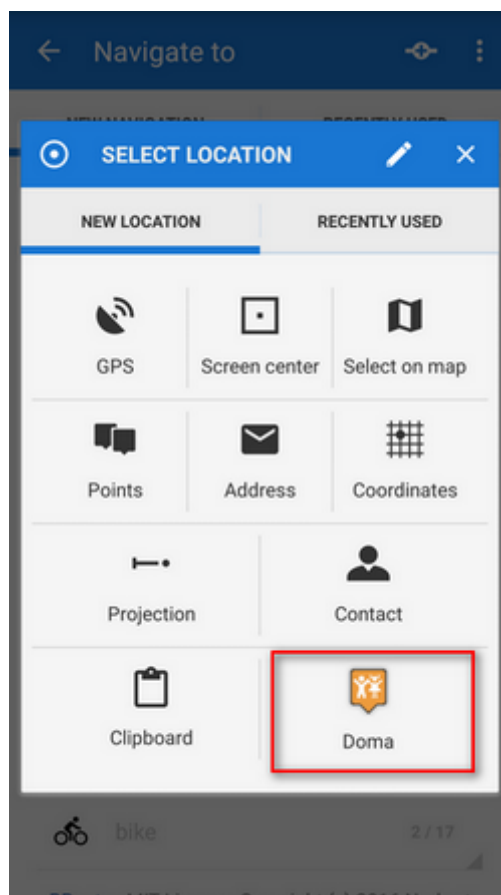 Navigate to
SELECT LOCATION
NEW LOCATION RECENTLY USED
GPS Screen center Select on map
Points Address Coordinates
Projection Contact
Clipboard Doma
bike 2 / 17